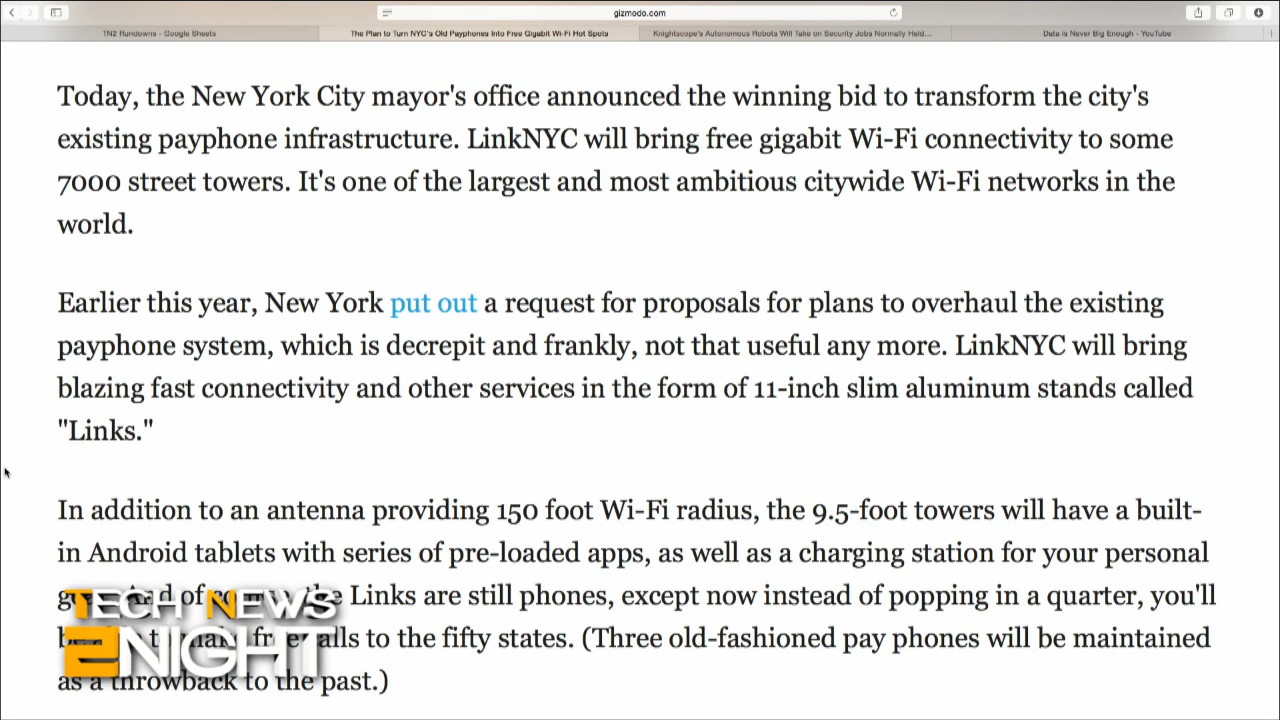 gizmodo.com
TN2 Rundowns - Google Sheets
The Plan to Turn NYC's Old Payphones Into Free Gigabit Wi-Fi Hot Spots
Knightscope's Autonomous Robots Will Take on Security Jobs Normally Held...
Data is Never Big Enough - YouTube
Today, the New York City mayor's office announced the winning bid to transform the city's
existing payphone infrastructure. LinkNYC will bring free gigabit Wi-Fi connectivity to some
7000 street towers. It's one of the largest and most ambitious citywide Wi-Fi networks in the
world.
Earlier this year, New York put out a request for proposals for plans to overhaul the existing
payphone system, which is decrepit and frankly, not that useful any more. LinkNYC will bring
blazing fast connectivity and other services in the form of 11-inch slim aluminum stands called
"Links."
In addition to an antenna providing 150 foot Wi-Fi radius, the 9.5-foot towers will have a built-
in Android tablets with series of pre-loaded apps, as well as a charging station for your personal
And of the Links are still phones, except now instead of popping in a quarter, you'll
to the fifty states. (Three old-fashioned pay phones will be maintained
as a throwback to the past.)
TECH NEWS
2NIGHT